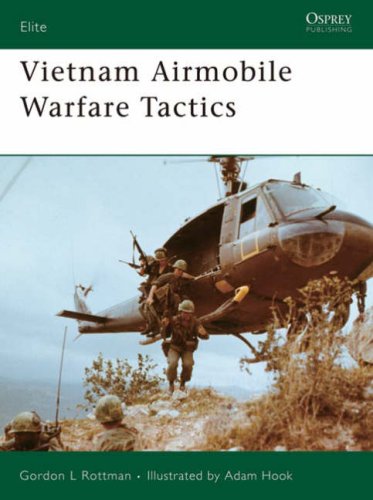 Elite
OSPREY
PUBLISHING
Vietnam Airmobile
Warfare Tactics
Gordon L Rottman • Illustrated by Adam Hook